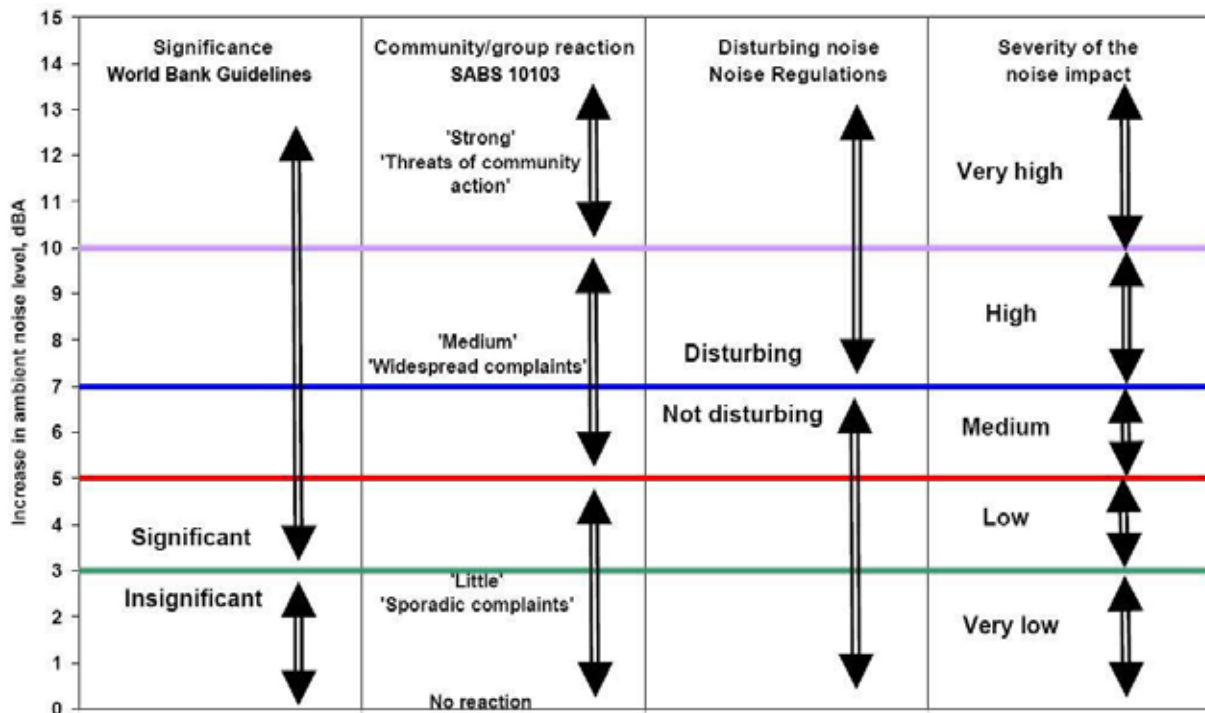 15
14
13
12
11
10
9
8
7
6
5
4
3
2
1
0
Increase in ambient noise level, dBA
Significance
World Bank Guidelines
Significant
Insignificant
Community/group reaction
SABS 10103
'Strong'
'Threats of community
action'
'Medium'
'Widespread complaints'
'Little'
'Sporadic complaints'
No reaction
Disturbing noise
Noise Regulations
Disturbing
Not disturbing
Severity of the
noise impact
Very high
High
Medium
Low
Very low